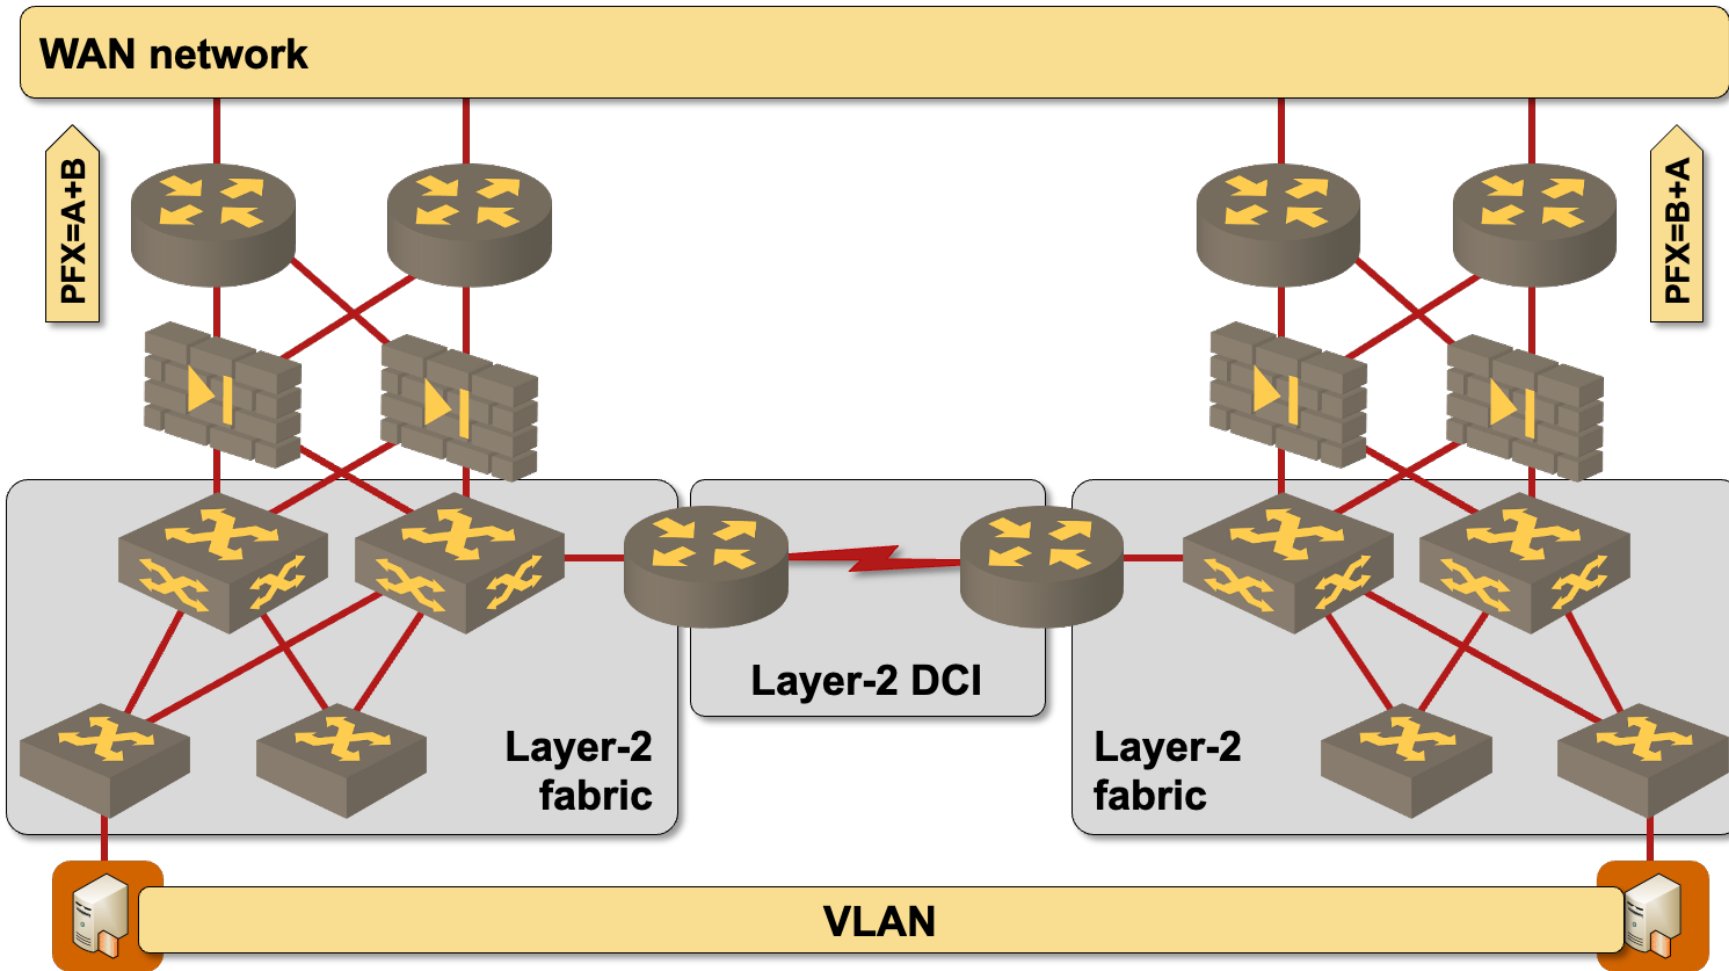 WAN network
PFX=A+B
PFX=B+A
Layer-2 DCI
Layer-2
fabric
Layer-2
fabric
VLAN